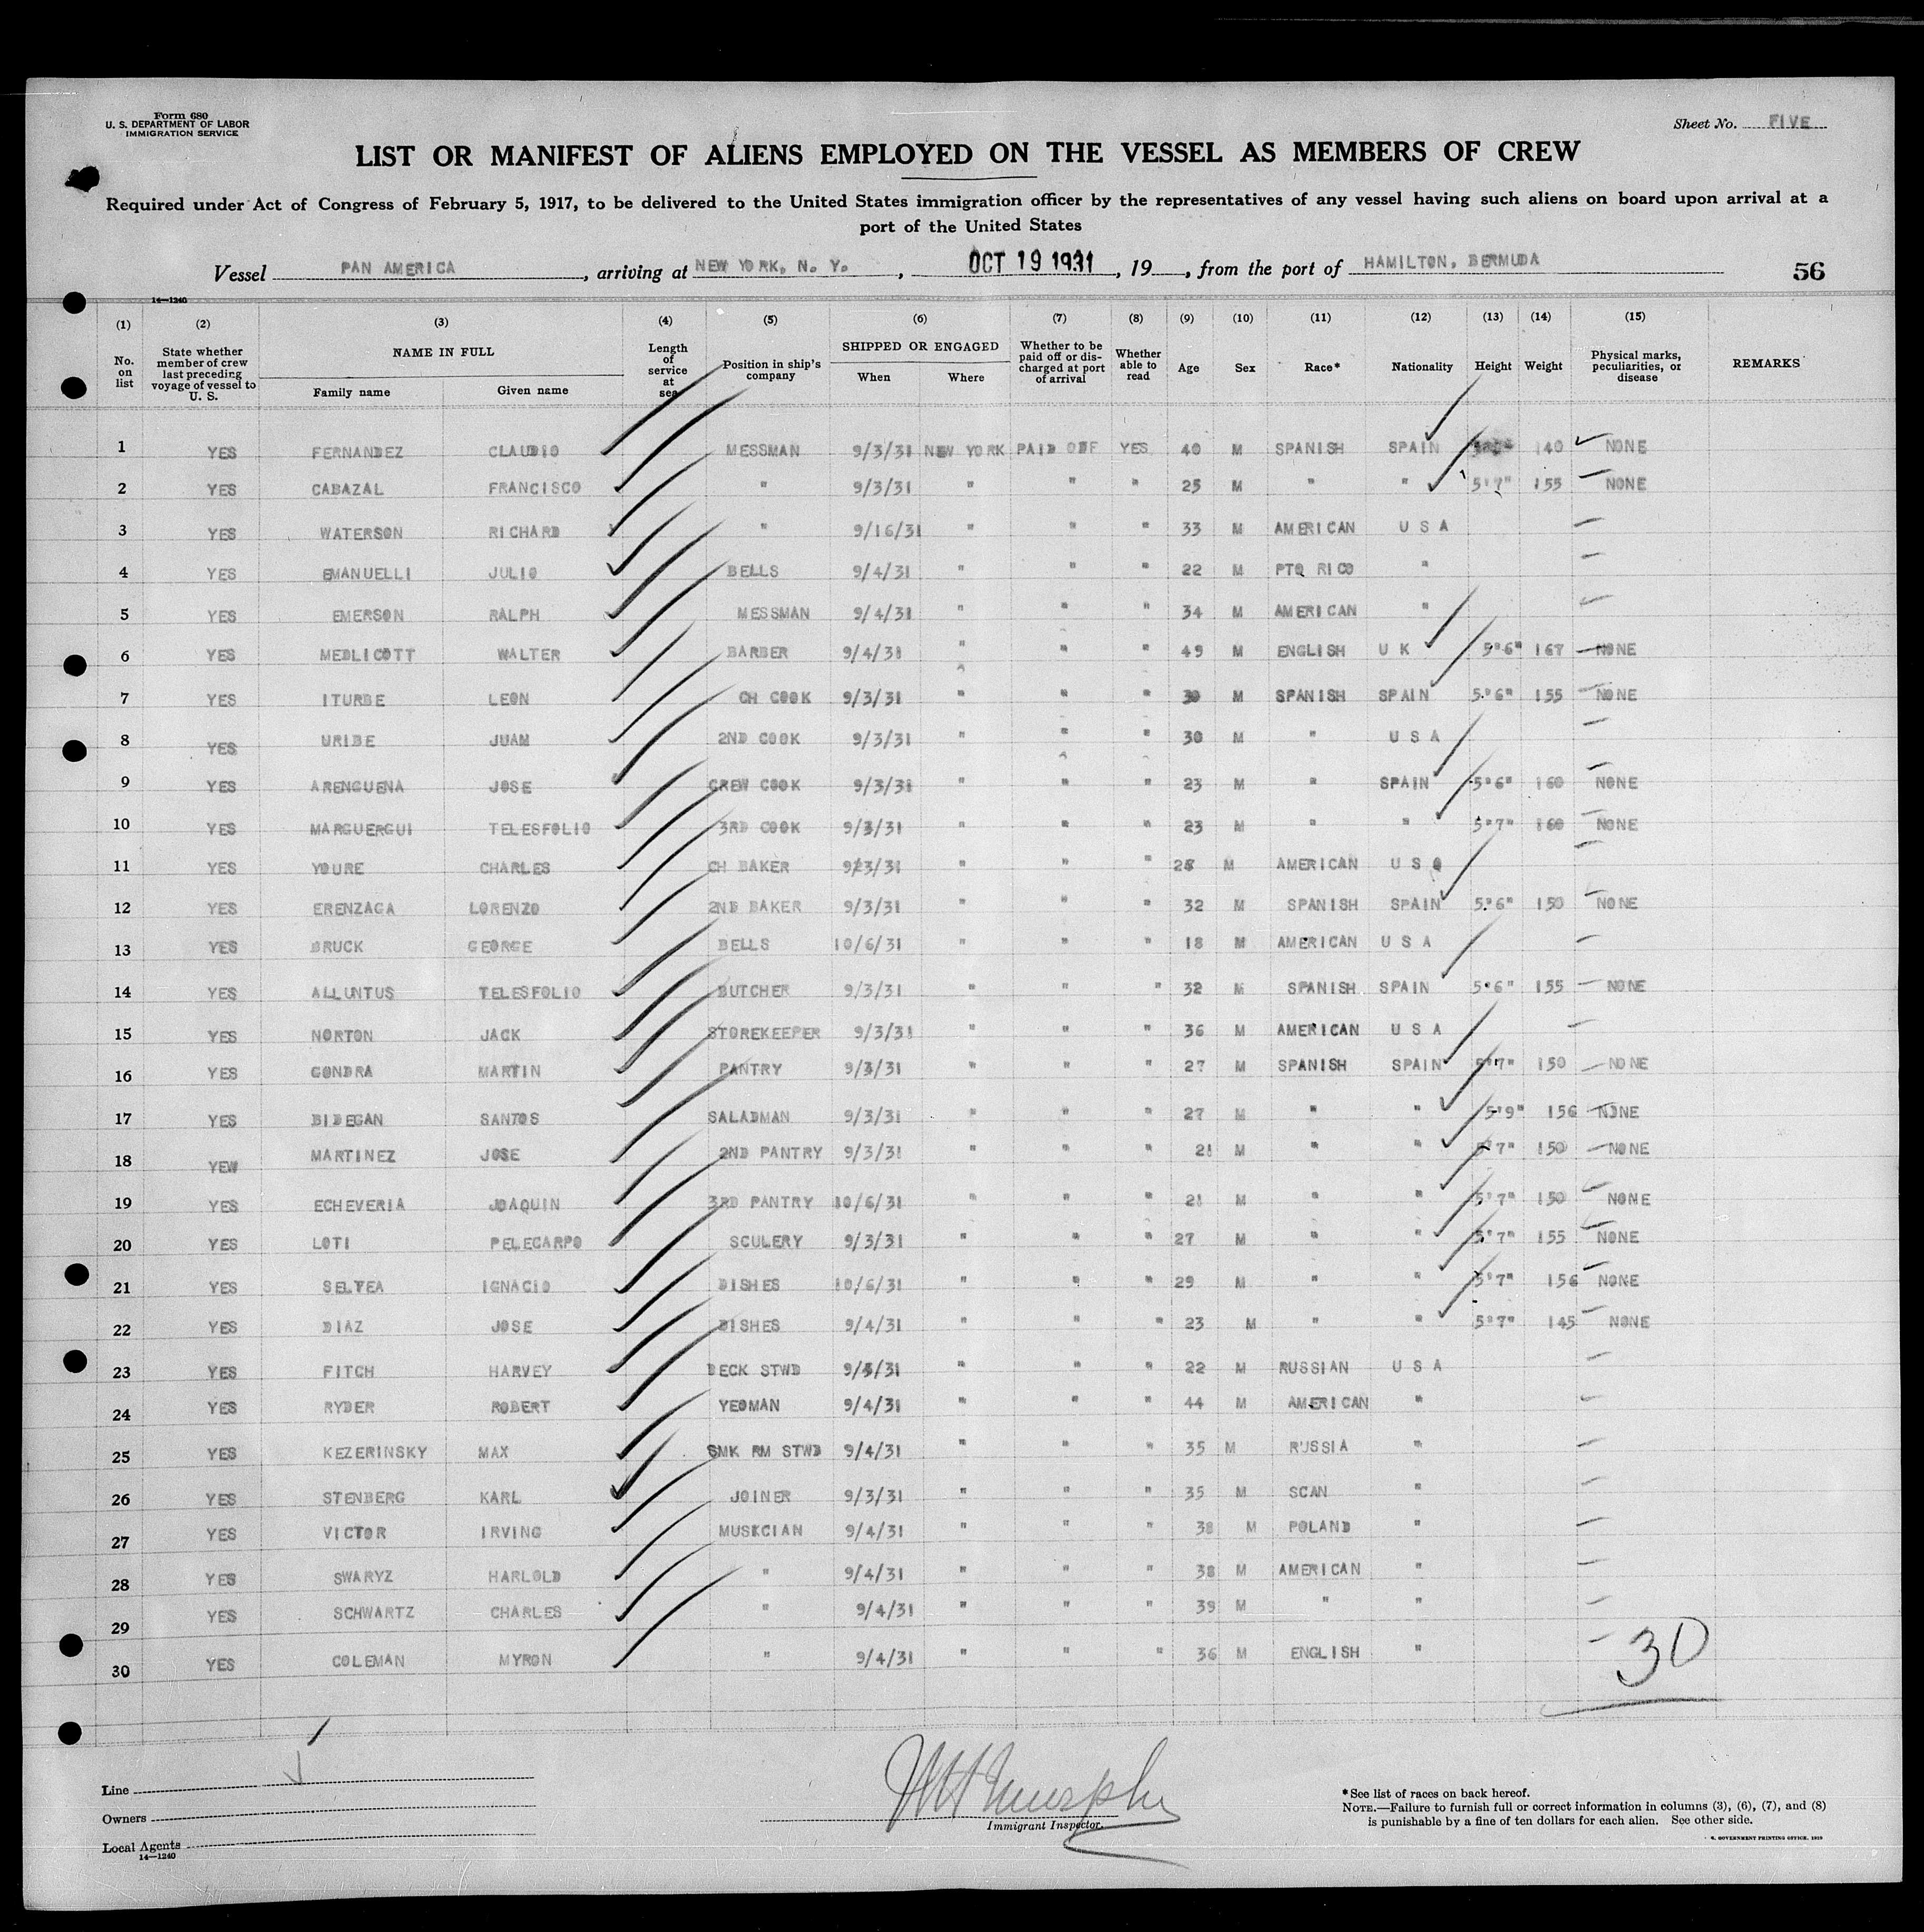 Form 680
U. S. DEPARTMENT OF LABOR
IMMIGRATION SERVICE
Sheet No. FIVE
LIST OR MANIFEST OF ALIENS EMPLOYED ON THE VESSEL AS MEMBERS OF CREW
Required under Act of Congress of February 5, 1917, to be delivered to the United States immigration officer by the representatives of any vessel having such aliens on board upon arrival at a
port of the United States
Vessel PAN AMERICA, arriving at NEW YORK, N. Y., OCT 19 1931, 19, from the port of HAMILTON, BERMUDA
56
14—1240
(1) (2) (3) (4) (5) (6) (7) (8) (9) (10) (11) (12) (13) (14) (15)
No. on list
State whether member of crew last preceding voyage of vessel to U. S.
NAME IN FULL
Family name Given name
Length of service at sea
Position in ship's company
SHIPPED OR ENGAGED
When Where
Whether to be paid off or discharged at port of arrival
Whether able to read
Age Sex Race* Nationality Height Weight
Physical marks, peculiarities, or disease
REMARKS
1 YES FERNANDEZ CLAUDIO MESSMAN 9/3/31 NEW YORK PAID OFF YES 40 M SPANISH SPAIN 140 NONE
2 YES CABAZAL FRANCISCO " 9/3/31 " " " 25 M " " 5'7" 155 NONE
3 YES WATERSON RICHARD " 9/16/31 " " " 33 M AMERICAN U S A
4 YES EMANUELLI JULIO BELLS 9/4/31 " " " 22 M PTO RICO "
5 YES EMERSON RALPH MESSMAN 9/4/31 " " " 34 M AMERICAN "
6 YES MEDLICOTT WALTER BARBER 9/4/31 " " " 49 M ENGLISH U K 5"6" 167 NONE
7 YES ITURBE LEON CH COOK 9/3/31 " " " 30 M SPANISH SPAIN 5"6" 155 NONE
8 YES URIBE JUAN 2ND COOK 9/3/31 " " " 30 M " U S A
9 YES ARENGUENA JOSE CREW COOK 9/3/31 " " " 23 M " SPAIN 5"6" 160 NONE
10 YES MARGUERGUI TELESFOLIO 3RD COOK 9/3/31 " " " 23 M " " 5"7" 160 NONE
11 YES YOURE CHARLES CH BAKER 9/3/31 " " " M AMERICAN U S
12 YES ERENZAGA LORENZO 2ND BAKER 9/3/31 " " " 32 M SPANISH SPAIN 5"6" 150 NONE
13 YES BRUCK GEORGE BELLS 10/6/31 " " " 18 M AMERICAN U S A
14 YES ALLUNTUS TELESFOLIO BUTCHER 9/3/31 " " " 32 M SPANISH SPAIN 5"6" 155 NONE
15 YES NORTON JACK STOREKEEPER 9/3/31 " " " 36 M AMERICAN U S A
16 YES GONDRA MARTIN PANTRY 9/3/31 " " " 27 M SPANISH SPAIN 5"7" 150 NONE
17 YES BIDEGAN SANTOS SALADMAN 9/3/31 " " " 27 M " " 5"9" 156 NONE
18 YEW MARTINEZ JOSE 2ND PANTRY 9/3/31 " " " 21 M " " 5"7" 150 NONE
19 YES ECHEVERIA JOAQUIN 3RD PANTRY 10/6/31 " " " 21 M " " 5"7" 150 NONE
20 YES LOTI PELECARPO SCULERY 9/3/31 " " " 27 M " " 5"7" 155 NONE
21 YES SELTEA IGNACIO DISHES 10/6/31 " " " 29 M " " 5"7" 156 NONE
22 YES DIAZ JOSE DISHES 9/4/31 " " " 23 M " " 5"7" 145 NONE
23 YES FITCH HARVEY DECK STWD 9/5/31 " " " 22 M RUSSIAN U S A
24 YES RYDER ROBERT YEOMAN 9/4/31 " " " 44 M AMERICAN "
25 YES KEZERINSKY MAX SMK RM STWD 9/4/31 " " " 35 M RUSSIA "
26 YES STENBERG KARL JOINER 9/3/31 " " " 35 M SCAN "
27 YES VICTOR IRVING MUSICIAN 9/4/31 " " " 38 M POLAND "
28 YES SWARYZ HARLOLD " 9/4/31 " " " 38 M AMERICAN "
29 YES SCHWARTZ CHARLES " 9/4/31 " " " 39 M " "
30 YES COLEMAN MYRON " 9/4/31 " " " 36 M ENGLISH "
30
Line
Owners
Local Agents
14—1240
Murphy
Immigrant Inspector.
*See list of races on back hereof.
NOTE.—Failure to furnish full or correct information in columns (3), (6), (7), and (8)
is punishable by a fine of ten dollars for each alien. See other side.
GOVERNMENT PRINTING OFFICE